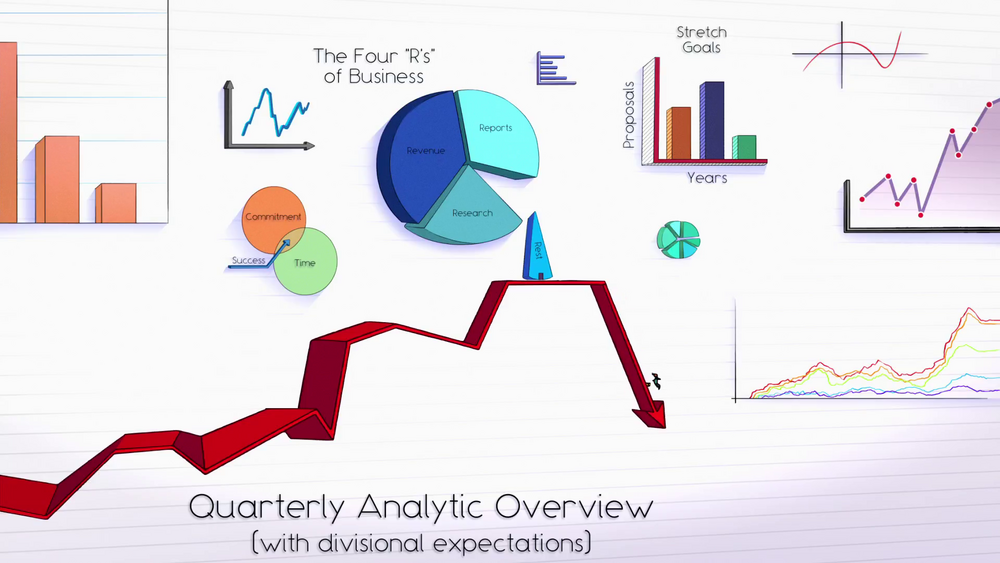 The Four "R's"
of Business
Stretch
Goals
Proposals
Years
Reports
Revenue
Research
Rest
Commitment
Success
Time
Quarterly Analytic Overview
(with divisional expectations)